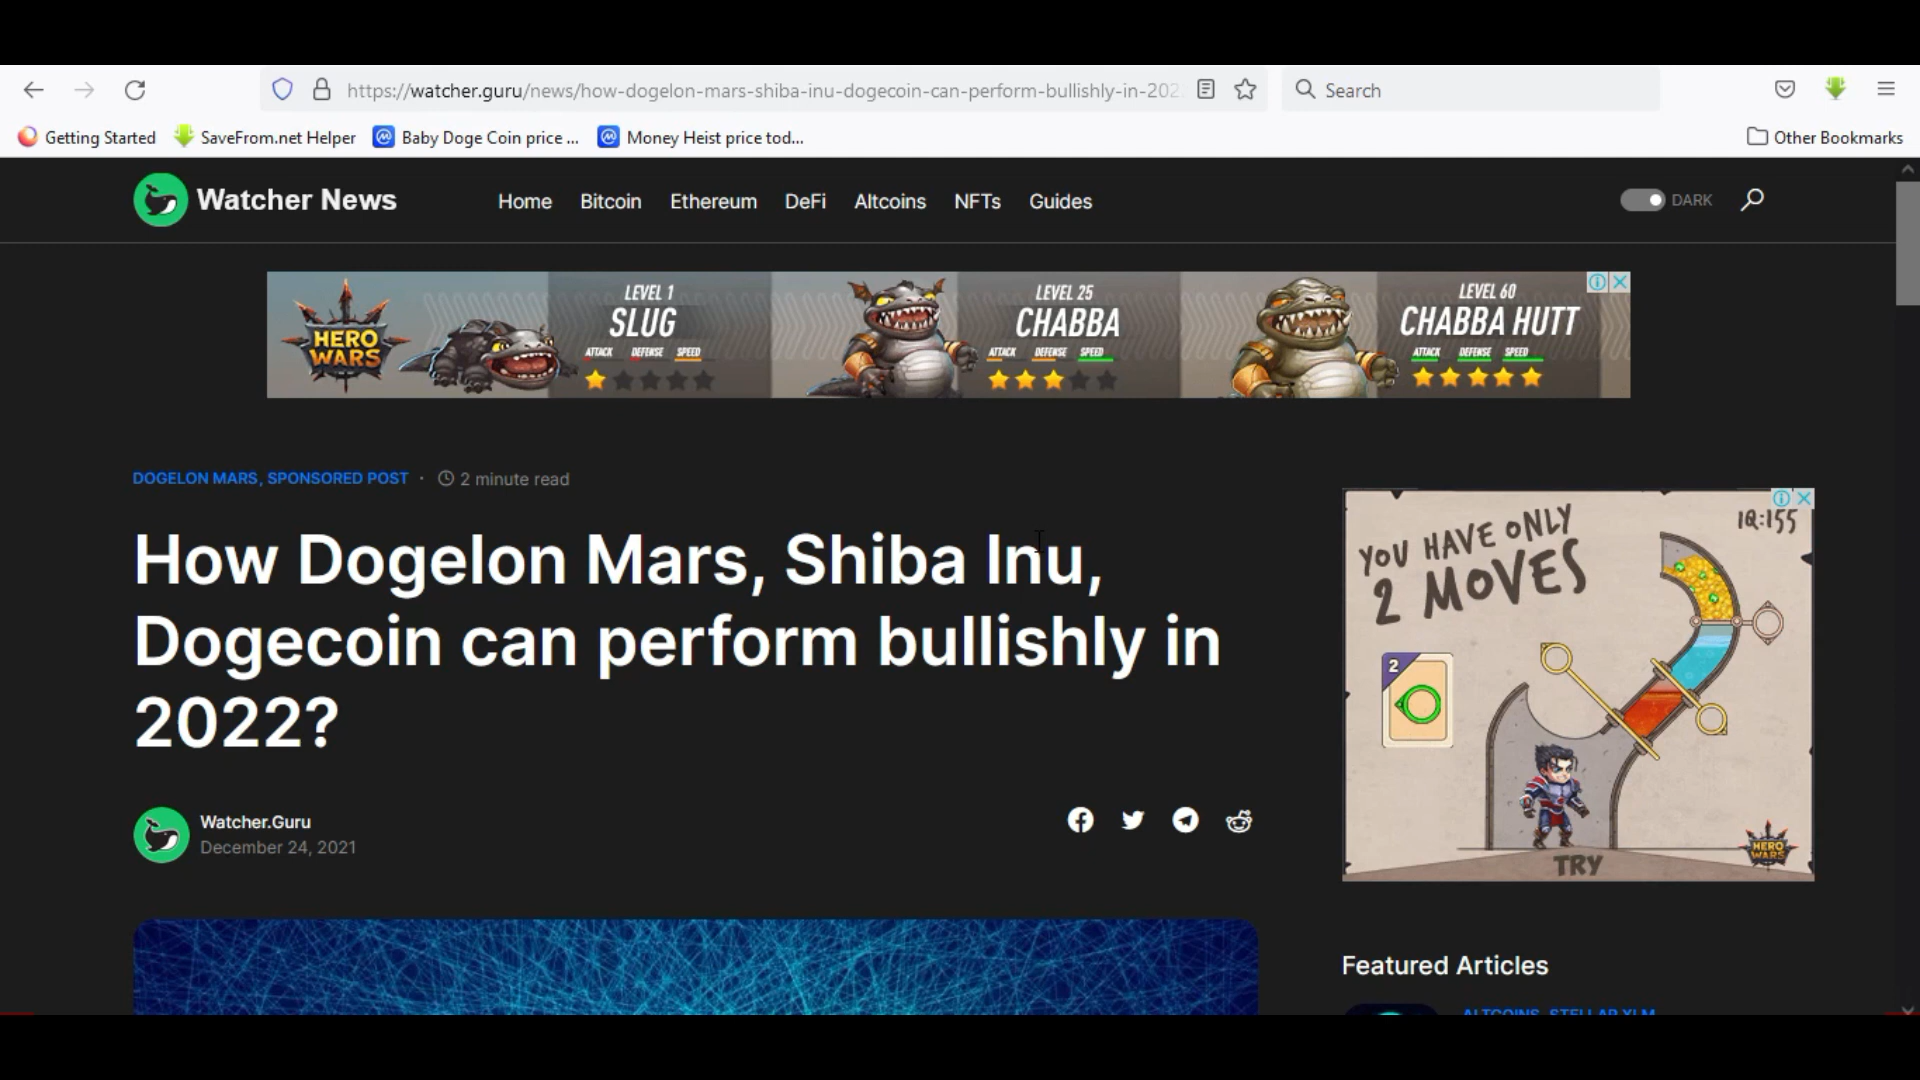 https://watcher.guru/news/how-dogelon-mars-shiba-inu-dogecoin-can-perform-bullishly-in-202
Search
Getting Started
SaveFrom.net Helper
Baby Doge Coin price ...
Money Heist price tod...
Other Bookmarks
Watcher News
Home
Bitcoin
Ethereum
DeFi
Altcoins
NFTs
Guides
DARK
HERO WARS
LEVEL 1
SLUG
ATTACK DEFENSE SPEED
LEVEL 25
CHABBA
ATTACK DEFENSE SPEED
LEVEL 60
CHABBA HUTT
ATTACK DEFENSE SPEED
DOGELON MARS, SPONSORED POST · 2 minute read
How Dogelon Mars, Shiba Inu,
Dogecoin can perform bullishly in
2022?
Watcher.Guru
December 24, 2021
YOU HAVE ONLY
2 MOVES
IQ:155
2
HERO WARS
TRY
Featured Articles
ALTCOINS, STELLAR XLM